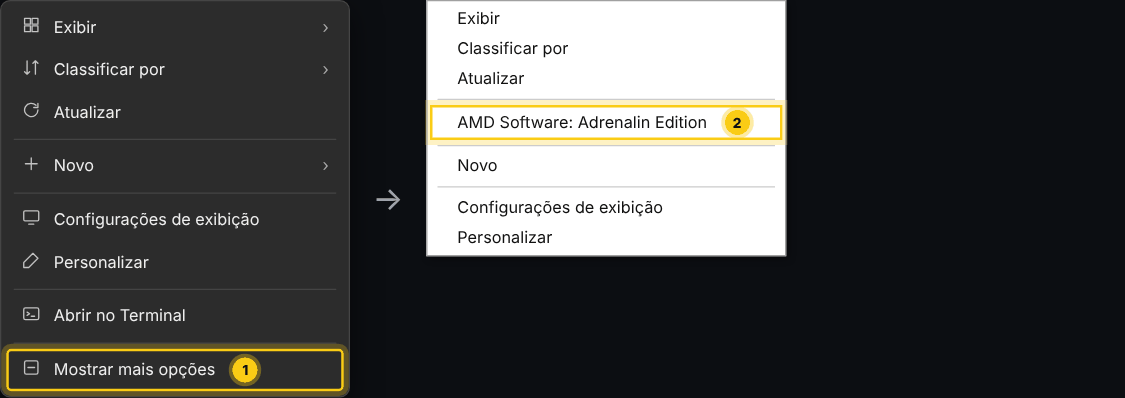 Exibir
Classificar por
Atualizar
Novo
Configurações de exibição
Personalizar
Abrir no Terminal
Mostrar mais opções 1
Exibir
Classificar por
Atualizar
AMD Software: Adrenalin Edition 2
Novo
Configurações de exibição
Personalizar